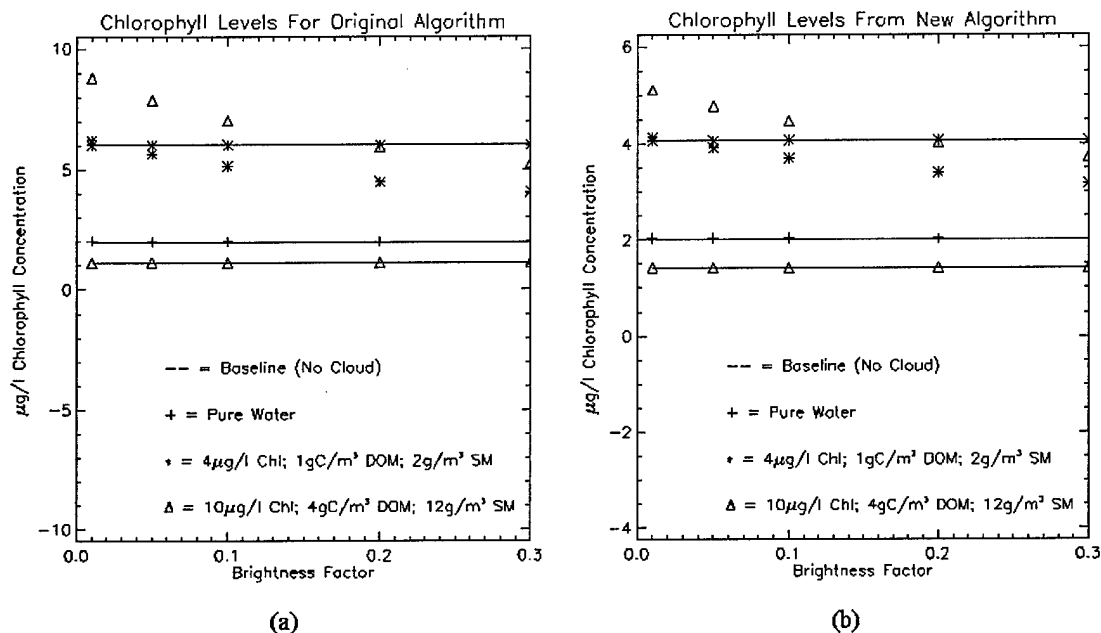 Chlorophyll Levels For Original Algorithm
10
5
0
−5
−10
μg/l Chlorophyll Concentration
−− = Baseline (No Cloud)
+ = Pure Water
* = 4μg/l Chl; 1gC/m³ DOM; 2g/m³ SM
Δ = 10μg/l Chl; 4gC/m³ DOM; 12g/m³ SM
0.0 0.1 0.2 0.3
Brightness Factor
(a)
Chlorophyll Levels From New Algorithm
6
4
2
0
−2
−4
μg/l Chlorophyll Concentration
−− = Baseline (No Cloud)
+ = Pure Water
* = 4μg/l Chl; 1gC/m³ DOM; 2g/m³ SM
Δ = 10μg/l Chl; 4gC/m³ DOM; 12g/m³ SM
0.0 0.1 0.2 0.3
Brightness Factor
(b)